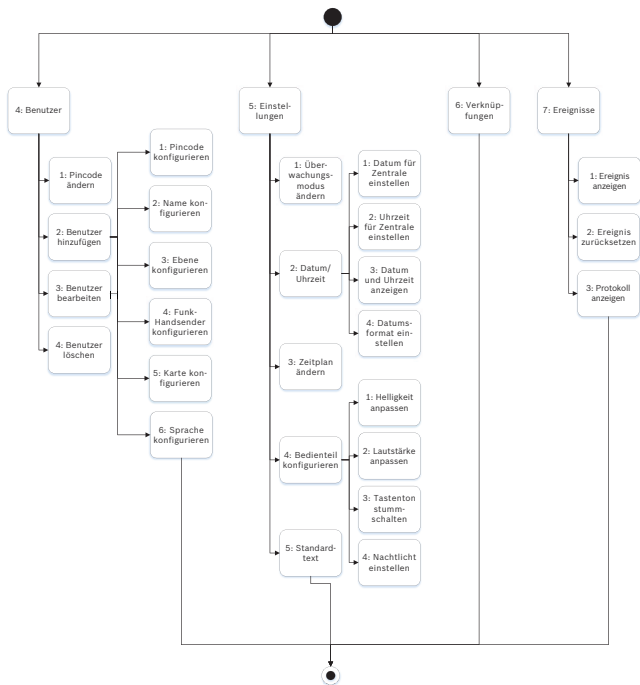 4: Benutzer
1: Pincode
ändern
2: Benutzer
hinzufügen
3: Benutzer
bearbeiten
4: Benutzer
löschen
1: Pincode
konfigurieren
2: Name kon-
figurieren
3: Ebene
konfigurieren
4: Funk-
Handsender
konfigurieren
5: Karte kon-
figurieren
6: Sprache
konfigurieren
5: Einstel-
lungen
1: Über-
wachungs-
modus
ändern
2: Datum/
Uhrzeit
3: Zeitplan
ändern
4: Bedienteil
konfigurieren
5: Standard-
text
1: Datum für
Zentrale
einstellen
2: Uhrzeit
für Zentrale
einstellen
3: Datum
und Uhrzeit
anzeigen
4: Datums-
format ein-
stellen
1: Helligkeit
anpassen
2: Lautstärke
anpassen
3: Tastenton
stumm-
schalten
4: Nachtlicht
einstellen
6: Verknüp-
fungen
7: Ereignisse
1: Ereignis
anzeigen
2: Ereignis
zurücksetzen
3: Protokoll
anzeigen